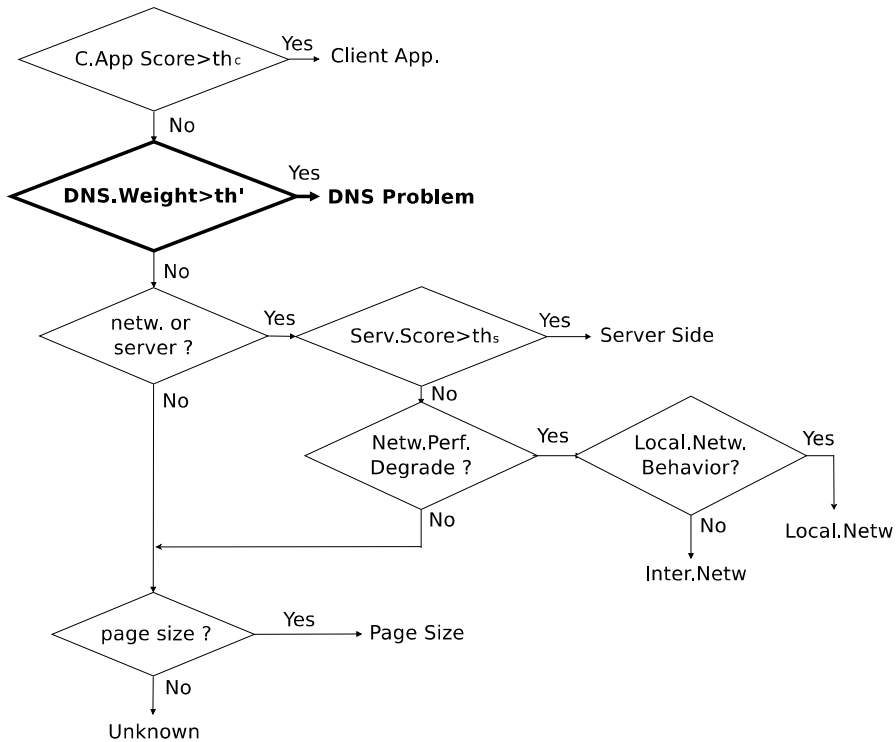 C.App Score>thc
Yes
Client App.
No
DNS.Weight>th'
Yes
DNS Problem
No
netw. or
server ?
Yes
Serv.Score>ths
Yes
Server Side
No
No
Netw.Perf.
Degrade ?
Yes
Local.Netw.
Behavior?
Yes
No
No
Local.Netw
Inter.Netw
page size ?
Yes
Page Size
No
Unknown